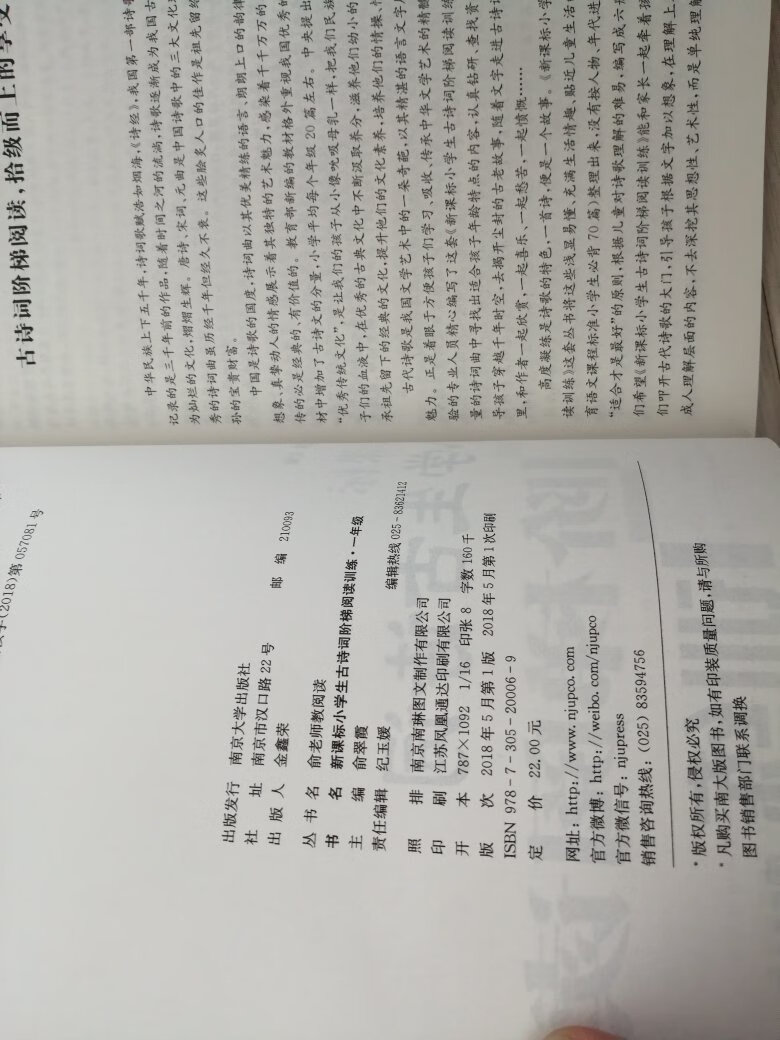 古诗词阶梯阅读,拾级而上的享受
中华民族上下五千年,诗词歌赋浩如烟海,《诗经》,我国第一部诗歌
记录的是三千年前的作品,随着时间之河的流淌,诗歌逐渐成为我国古
为灿烂的文化,熠熠生辉。唐诗、宋词、元曲是中国诗歌中的三大文化
秀的诗词曲虽历经千年但经久不衰。这些脍炙人口的佳作是祖先留给
孙的宝贵财富。
中国是诗歌的国度,诗词曲以其优美精练的语言、朗朗上口的韵律
想象、真挚动人的情感展示着其独特的艺术魅力,感染着千千万万的
传的必是经典的、有价值的。教育部新编的教材格外重视我国优秀的
材中增加了古诗文的分量,小学平均每个年级20篇左右。中央提出
“优秀传统文化”,是让我们的孩子从小像吮吸母乳一样,把我们民族
子们的血液中,在优秀的古典文化中不断汲取养分,滋养他们幼小的
承祖先留下的经典的文化,提升他们的文化素养,培养他们的情操、
古代诗歌是我国文学艺术中的一朵奇葩,以其精湛的语言文字
魅力。正是着眼于方便孩子们学习、吸收、传承中华文学艺术的精髓
验的专业人员精心编写了这套《新课标小学生古诗词阶梯阅读训练
量的诗词曲中寻找出适合孩子年龄特点的内容,认真钻研、查找资
导孩子穿越千年时空,去揭开尘封的古老故事,随着文字走进古诗
里,和作者一起欣赏,一起喜乐、一起愁苦,一起愤慨……
高度凝练是诗歌的特色,一首诗,便是一个故事。《新课标小学
读训练》这套丛书将这些浅显易懂、充满生活情趣、贴近儿童生活
育语文课程标准小学生必背70篇)整理出来,没有按人物、年代进
“适合才是最好”的原则,根据儿童对诗歌理解的难易,编写成六
们希望《新课标小学生古诗词阶梯阅读训练》能和家长一起牵着孩
们叩开古代诗歌的大门,引导孩子根据文字加以想象,在理解上
成人理解层面的内容,不去深挖其思想性、艺术性,而是单纯理解
(2018)第 057081 号
出版发行 南京大学出版社
社 址 南京市汉口路 22 号 邮 编 210093
出 版 人 金鑫荣
丛 书 名 俞老师教阅读
书 名 新课标小学生古诗词阶梯阅读训练·一年级
主 编 俞翠霞
责任编辑 纪玉媛 编辑热线 025-83621412
照 排 南京南琳图文制作有限公司
印 刷 江苏凤凰通达印刷有限公司
开 本 787×1092 1/16 印张 8 字数 160 千
版 次 2018 年 5 月第 1 版 2018 年 5 月第 1 次印刷
ISBN 978-7-305-20006-9
定 价 22.00 元
网址:http://www.njupco.com
官方微博:http://weibo.com/njupco
官方微信号:njupress
销售咨询热线:(025)83594756
* 版权所有,侵权必究
* 凡购买南大版图书,如有印装质量问题,请与所购
图书销售部门联系调换